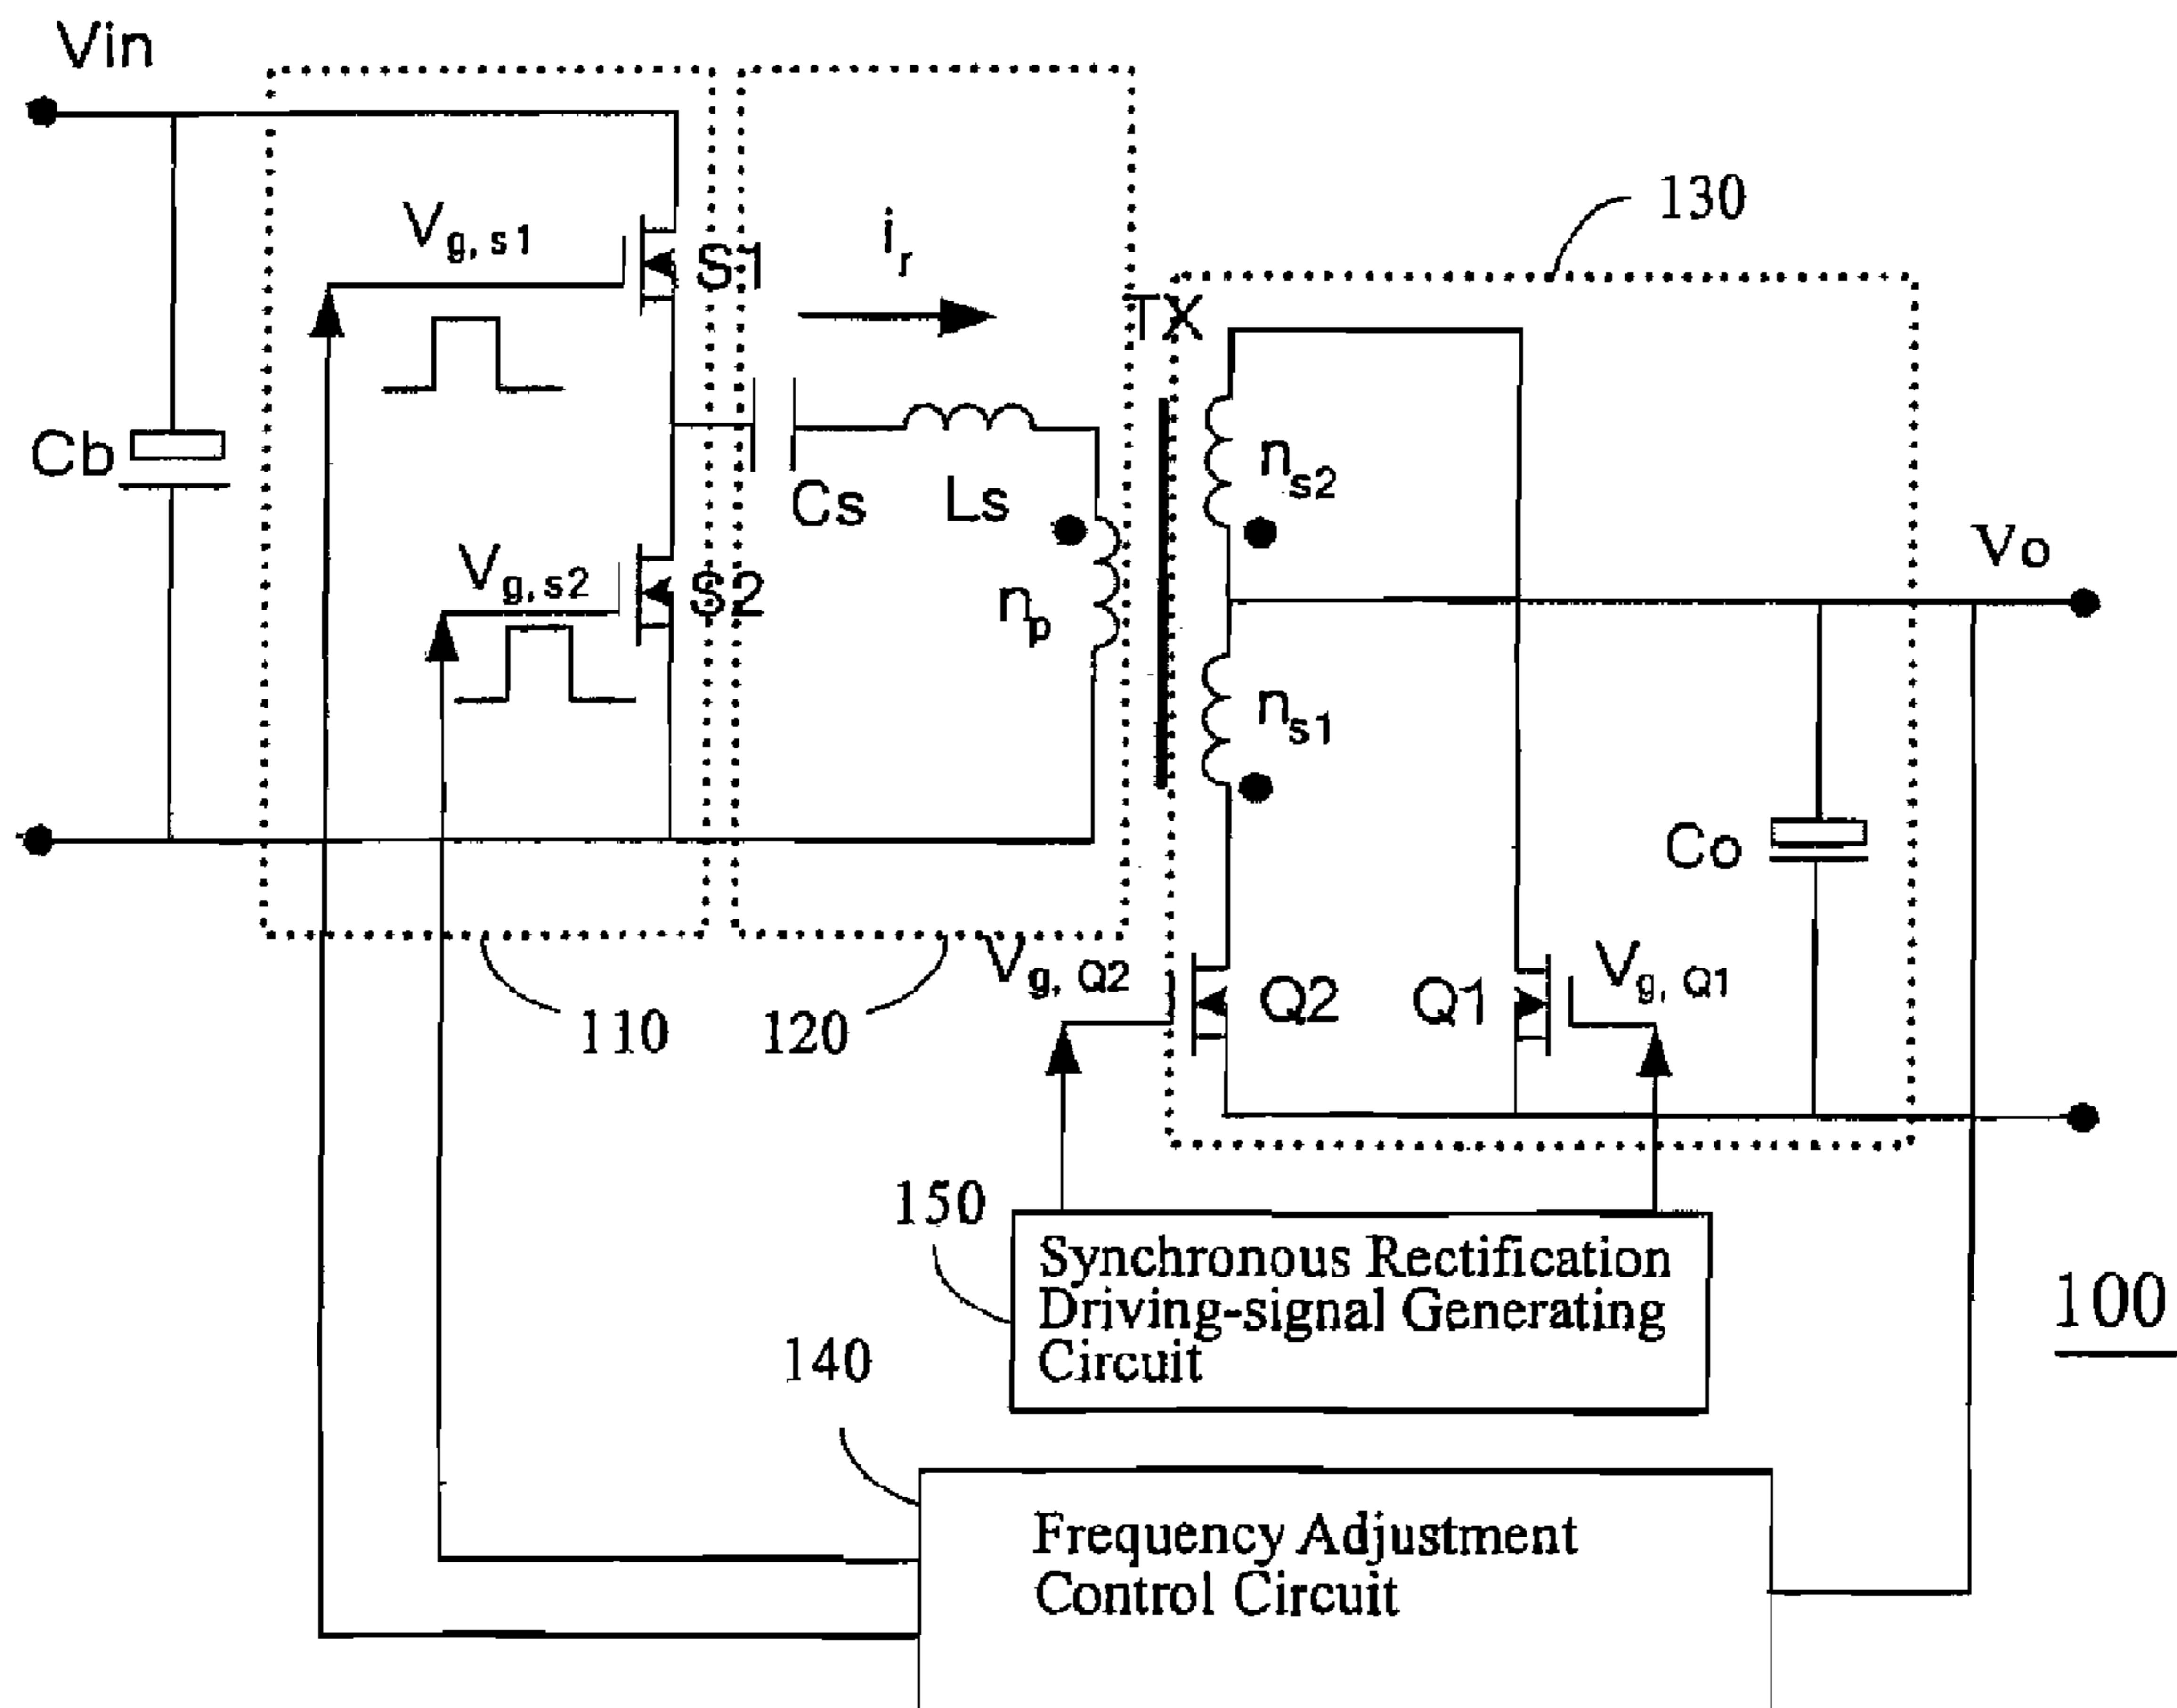 Vin
130
Vg, s1
S1
ir
TX
Cb
Cs
Ls
ns2
Vo
Vg, s2
S2
np
ns1
Co
Vg, Q2
Q2
Q1
Vg, Q1
110
120
150
Synchronous Rectification
Driving-signal Generating
Circuit
100
140
Frequency Adjustment
Control Circuit